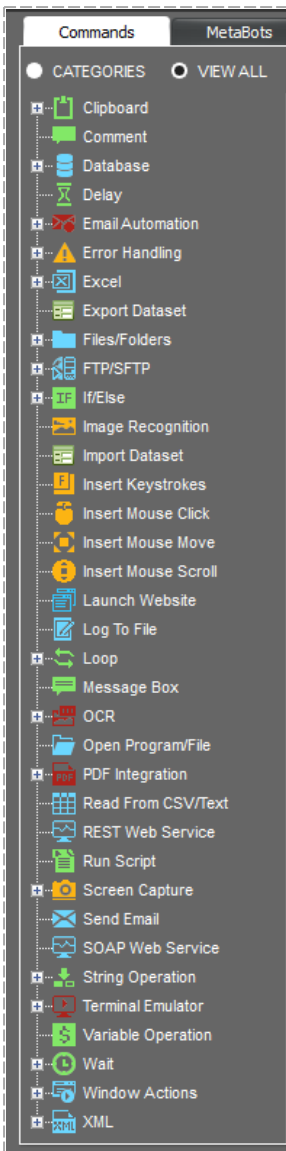 Commands MetaBots
CATEGORIES VIEW ALL
Clipboard
Comment
Database
Delay
Email Automation
Error Handling
Excel
Export Dataset
Files/Folders
FTP/SFTP
IF If/Else
Image Recognition
Import Dataset
F Insert Keystrokes
Insert Mouse Click
Insert Mouse Move
Insert Mouse Scroll
Launch Website
Log To File
Loop
Message Box
OCR
Open Program/File
PDF PDF Integration
Read From CSV/Text
REST Web Service
Run Script
Screen Capture
Send Email
SOAP Web Service
String Operation
Terminal Emulator
$ Variable Operation
Wait
Window Actions
XML XML